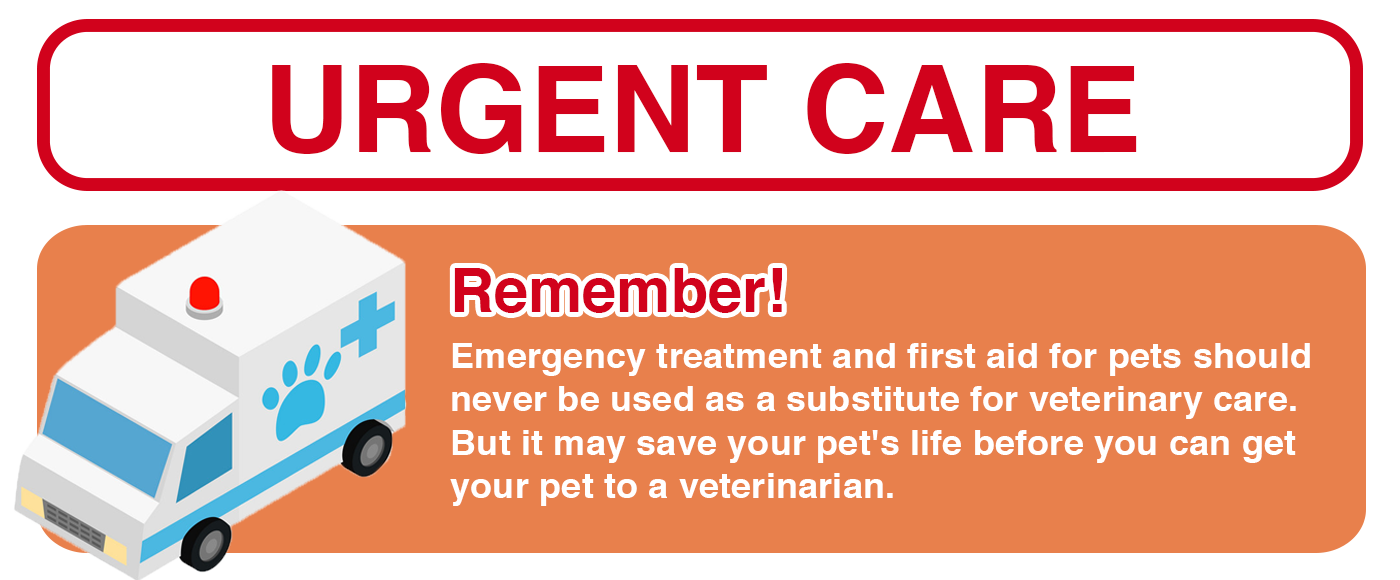 URGENT CARE
Remember!
Emergency treatment and first aid for pets should
never be used as a substitute for veterinary care.
But it may save your pet's life before you can get
your pet to a veterinarian.